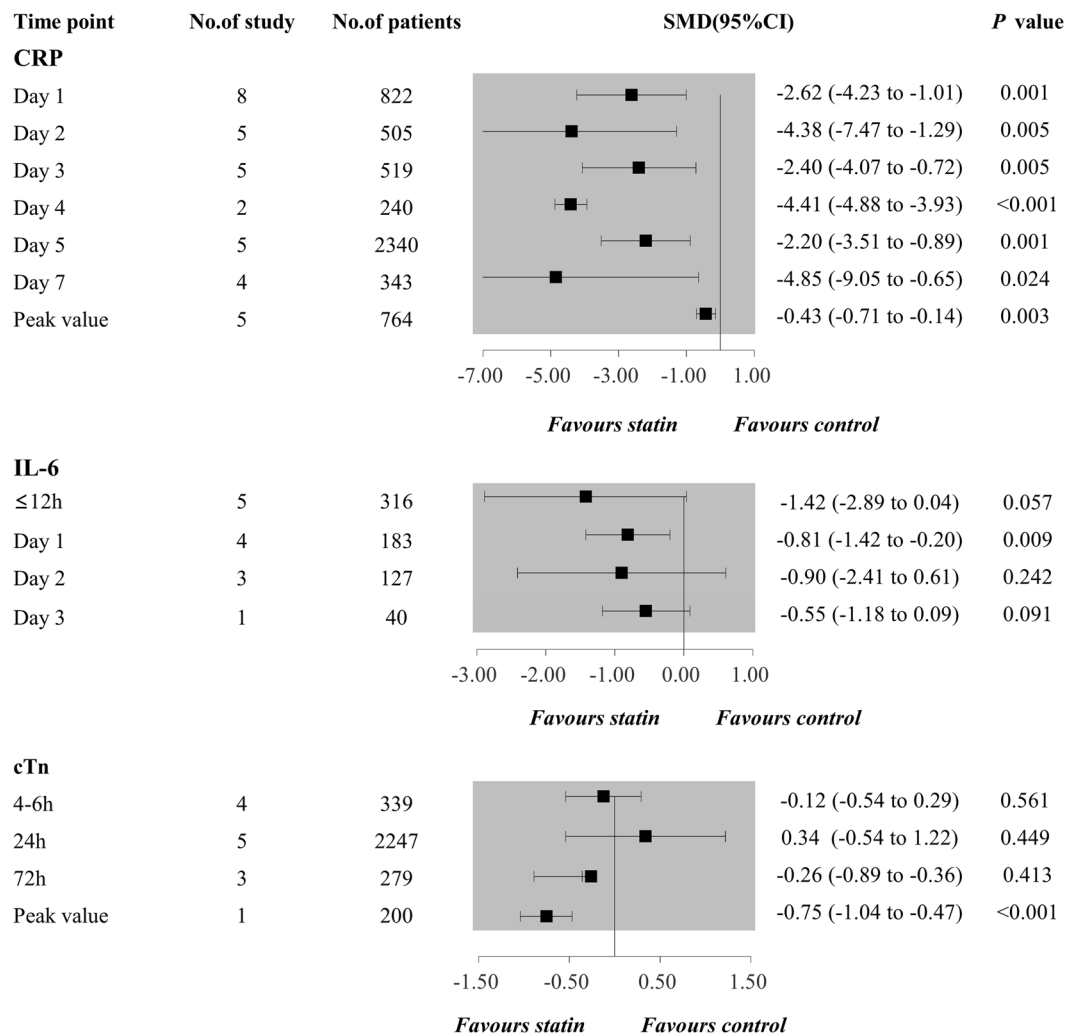 Time point No.of study No.of patients SMD(95%CI) P value
CRP
Day 1 8 822 -2.62 (-4.23 to -1.01) 0.001
Day 2 5 505 -4.38 (-7.47 to -1.29) 0.005
Day 3 5 519 -2.40 (-4.07 to -0.72) 0.005
Day 4 2 240 -4.41 (-4.88 to -3.93) <0.001
Day 5 5 2340 -2.20 (-3.51 to -0.89) 0.001
Day 7 4 343 -4.85 (-9.05 to -0.65) 0.024
Peak value 5 764 -0.43 (-0.71 to -0.14) 0.003
-7.00 -5.00 -3.00 -1.00 1.00
Favours statin Favours control
IL-6
≤12h 5 316 -1.42 (-2.89 to 0.04) 0.057
Day 1 4 183 -0.81 (-1.42 to -0.20) 0.009
Day 2 3 127 -0.90 (-2.41 to 0.61) 0.242
Day 3 1 40 -0.55 (-1.18 to 0.09) 0.091
-3.00 -2.00 -1.00 0.00 1.00
Favours statin Favours control
cTn
4-6h 4 339 -0.12 (-0.54 to 0.29) 0.561
24h 5 2247 0.34 (-0.54 to 1.22) 0.449
72h 3 279 -0.26 (-0.89 to -0.36) 0.413
Peak value 1 200 -0.75 (-1.04 to -0.47) <0.001
-1.50 -0.50 0.50 1.50
Favours statin Favours control